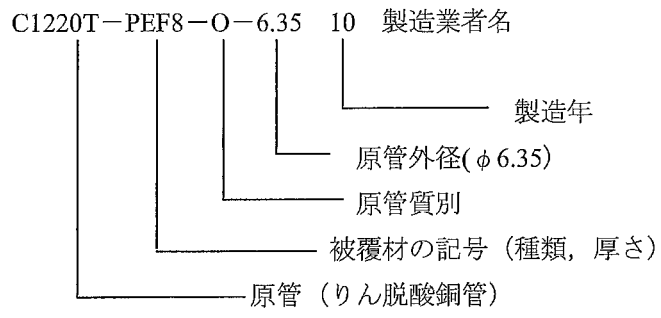 C1220T－PEF8－O－6.35　10　製造業者名
製造年
原管外径(φ6.35)
原管質別
被覆材の記号（種類，厚さ）
原管（りん脱酸銅管）